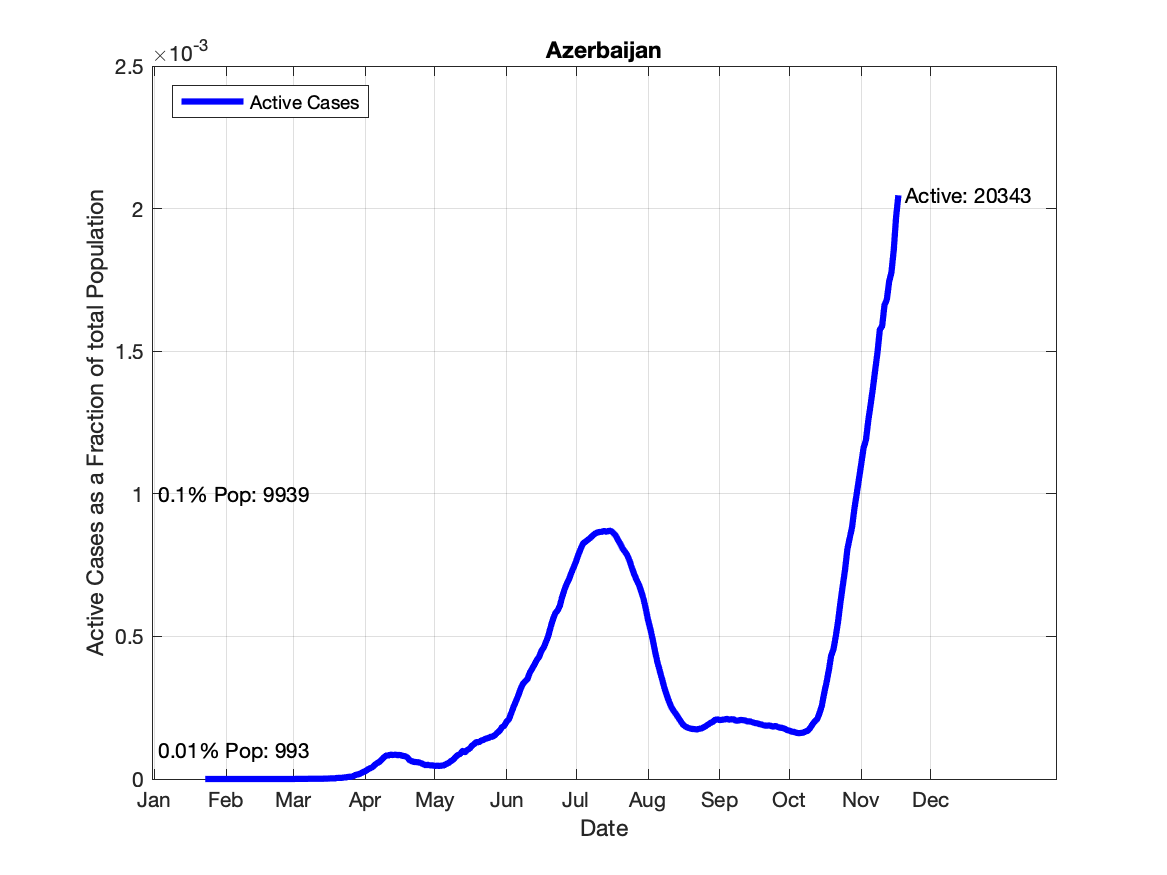 Azerbaijan
×10-3
2.5
2
1.5
1
0.5
0
Active Cases
Active: 20343
0.1% Pop: 9939
0.01% Pop: 993
Active Cases as a Fraction of total Population
Jan Feb Mar Apr May Jun Jul Aug Sep Oct Nov Dec
Date